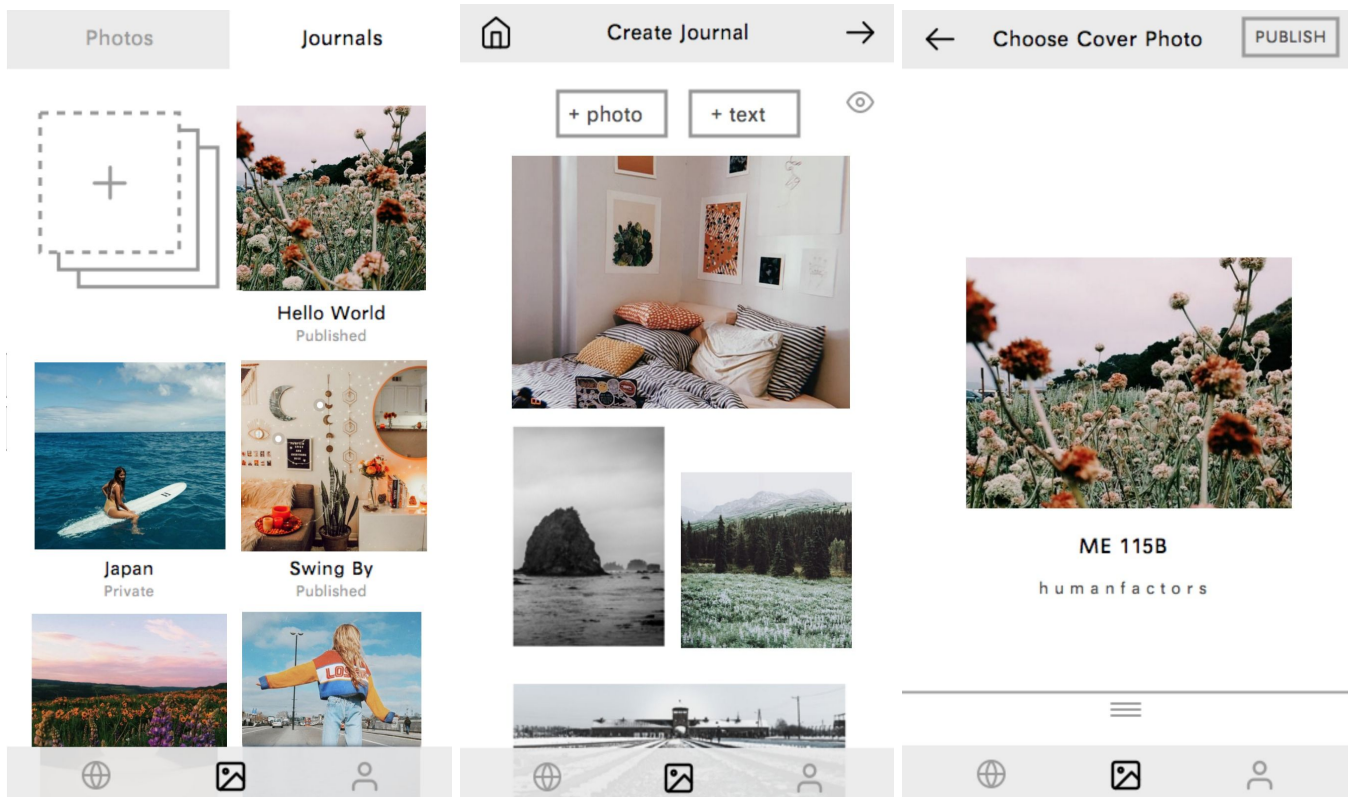 Photos
Journals
Hello World
Published
Japan
Private
Swing By
Published
Create Journal
+ photo
+ text
Choose Cover Photo
PUBLISH
ME 115B
humanfactors